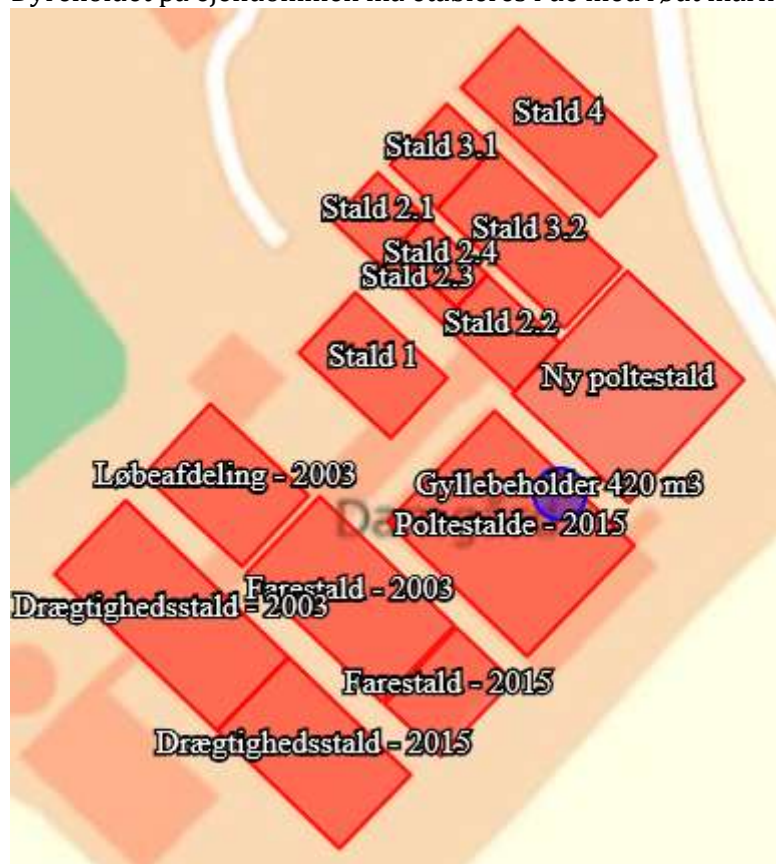 Stald 4
Stald 3.1
Stald 2.1
Stald 3.2
Stald 2.4
Stald 2.3
Stald 2.2
Stald 1
Ny poltestald
Løbeafdeling - 2003
Gyllebeholder 420 m3
Poltestalde - 2015
Farestald - 2003
Drægtighedsstald - 2003
Farestald - 2015
Drægtighedsstald - 2015